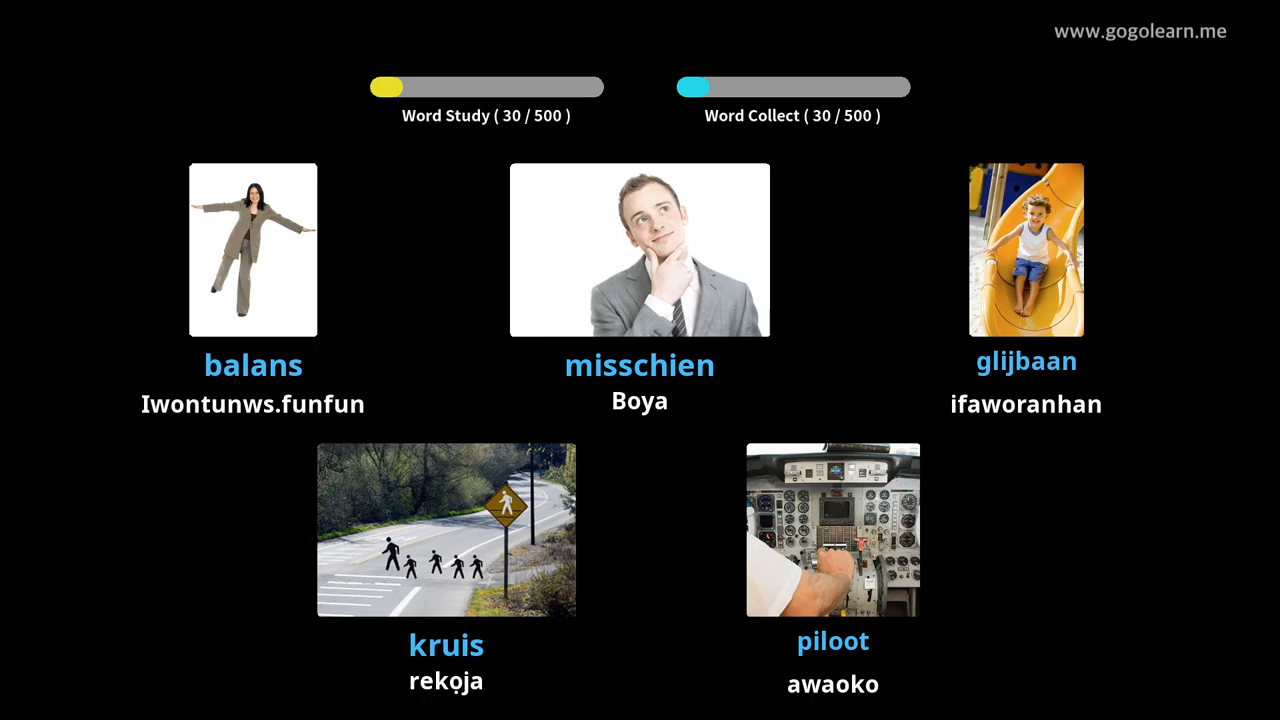 www.gogolearn.me
Word Study ( 30 / 500 )
Word Collect ( 30 / 500 )
balans
Iwontunws.funfun
misschien
Boya
glijbaan
ifaworanhan
kruis
rekọja
piloot
awaoko